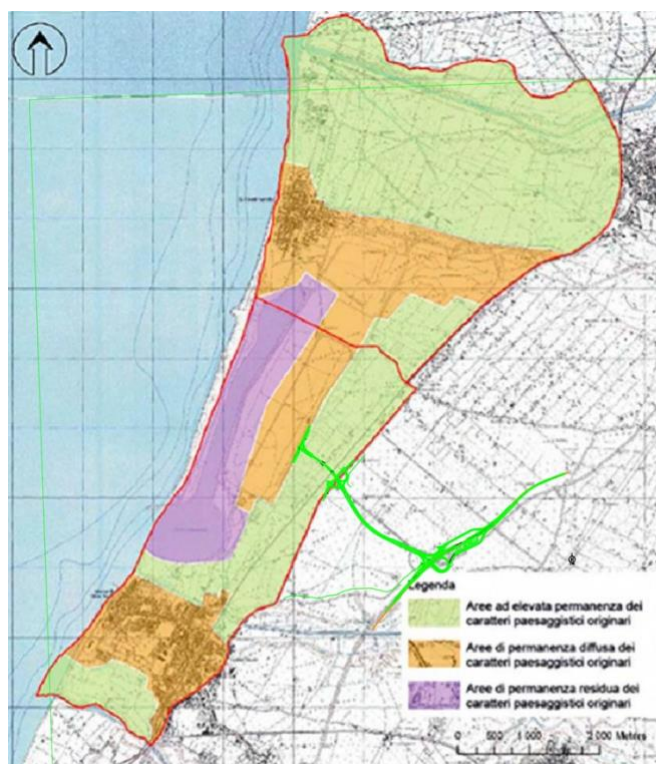 Legenda
Aree ad elevata permanenza dei
caratteri paesaggistici originari
Aree di permanenza diffusa dei
caratteri paesaggistici originari
Aree di permanenza residua dei
caratteri paesaggistici originari
0 500 1 000 2 000 Meters